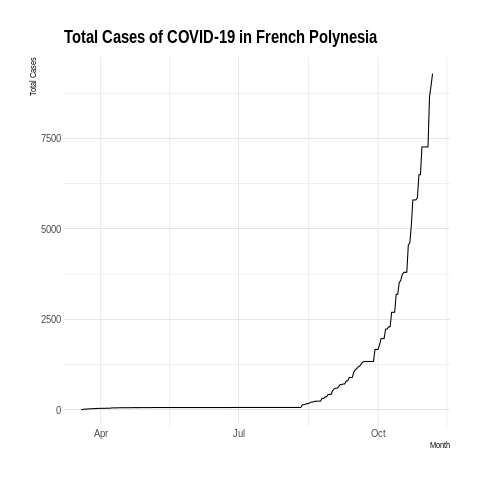 Total Cases of COVID-19 in French Polynesia
Total Cases
7500
5000
2500
0
Apr
Jul
Oct
Month